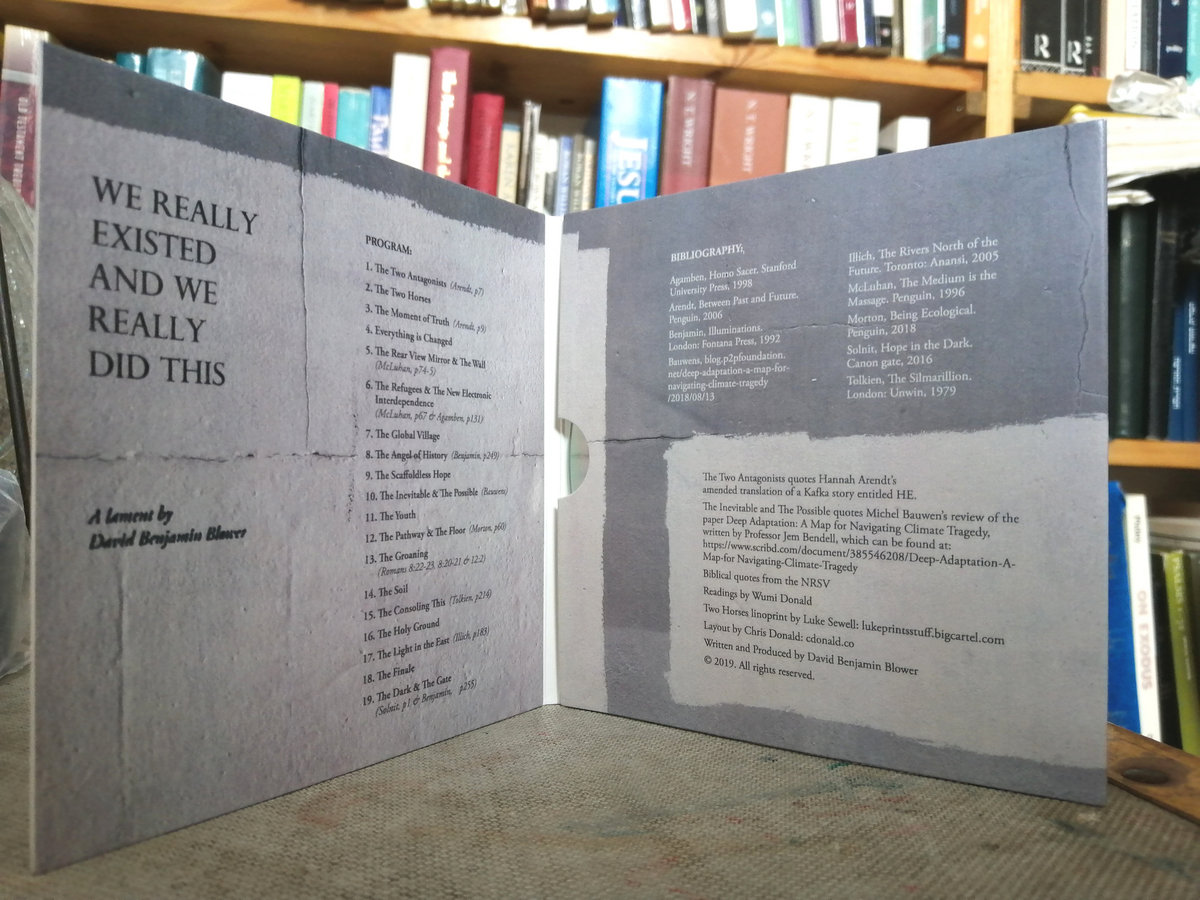 WE REALLY
EXISTED
AND WE
REALLY
DID THIS
A lament by
David Benjamin Blower
PROGRAM:
1. The Two Antagonists (Arendt, p7)
2. The Two Horses
3. The Moment of Truth (Arendt, p9)
4. Everything is Changed
5. The Rear View Mirror & The Wall
(McLuhan, p74-5)
6. The Refugees & The New Electronic
Interdependence
(McLuhan, p67 & Agamben, p131)
7. The Global Village
8. The Angel of History (Benjamin, p249)
9. The Scaffoldless Hope
10. The Inevitable & The Possible (Bauwens)
11. The Youth
12. The Pathway & The Floor (Morton, p60)
13. The Groaning
(Romans 8:22-23, 8:20-21 & 12:2)
14. The Soil
15. The Consoling This (Tolkien, p214)
16. The Holy Ground
17. The Light in the East (Illich, p183)
18. The Finale
19. The Dark & The Gate
(Solnit, p1 & Benjamin, p255)
BIBLIOGRAPHY:
Agamben, Homo Sacer. Stanford
University Press, 1998
Arendt, Between Past and Future.
Penguin, 2006
Benjamin, Illuminations.
London: Fontana Press, 1992
Bauwens, blog.p2pfoundation.
net/deep-adaptation-a-map-for-
navigating-climate-tragedy
/2018/08/13
Illich, The Rivers North of the
Future. Toronto: Anansi, 2005
McLuhan, The Medium is the
Massage. Penguin, 1996
Morton, Being Ecological.
Penguin, 2018
Solnit, Hope in the Dark.
Canon gate, 2016
Tolkien, The Silmarillion.
London: Unwin, 1979
The Two Antagonists quotes Hannah Arendt's
amended translation of a Kafka story entitled HE.
The Inevitable and The Possible quotes Michel Bauwen's review of the
paper Deep Adaptation: A Map for Navigating Climate Tragedy,
written by Professor Jem Bendell, which can be found at:
https://www.scribd.com/document/385546208/Deep-Adaptation-A-
Map-for Navigating-Climate-Tragedy
Biblical quotes from the NRSV
Readings by Wumi Donald
Two Horses linoprint by Luke Sewell: lukeprintsstuff.bigcartel.com
Layout by Chris Donald: cdonald.co
Written and Produced by David Benjamin Blower
© 2019. All rights reserved.
JESU
N·T WRIGHT
N·T WRIGHT
Paul
R
R
ON EXODUS